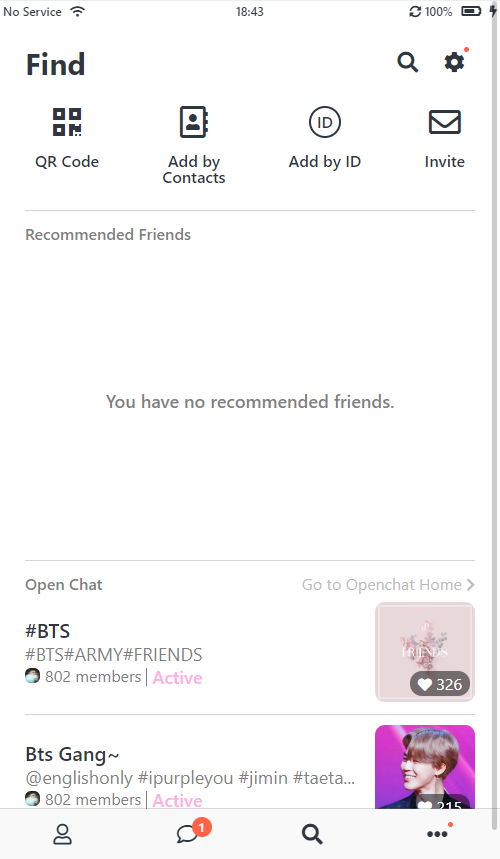 No Service 18:43 100%
Find
QR Code
Add by
Contacts
ID
Add by ID
Invite
Recommended Friends
You have no recommended friends.
Open Chat
Go to Openchat Home
#BTS
#BTS#ARMY#FRIENDS
802 members Active
FRIENDS
326
Bts Gang~
@englishonly #ipurpleyou #jimin #taeta...
802 members Active
215
1